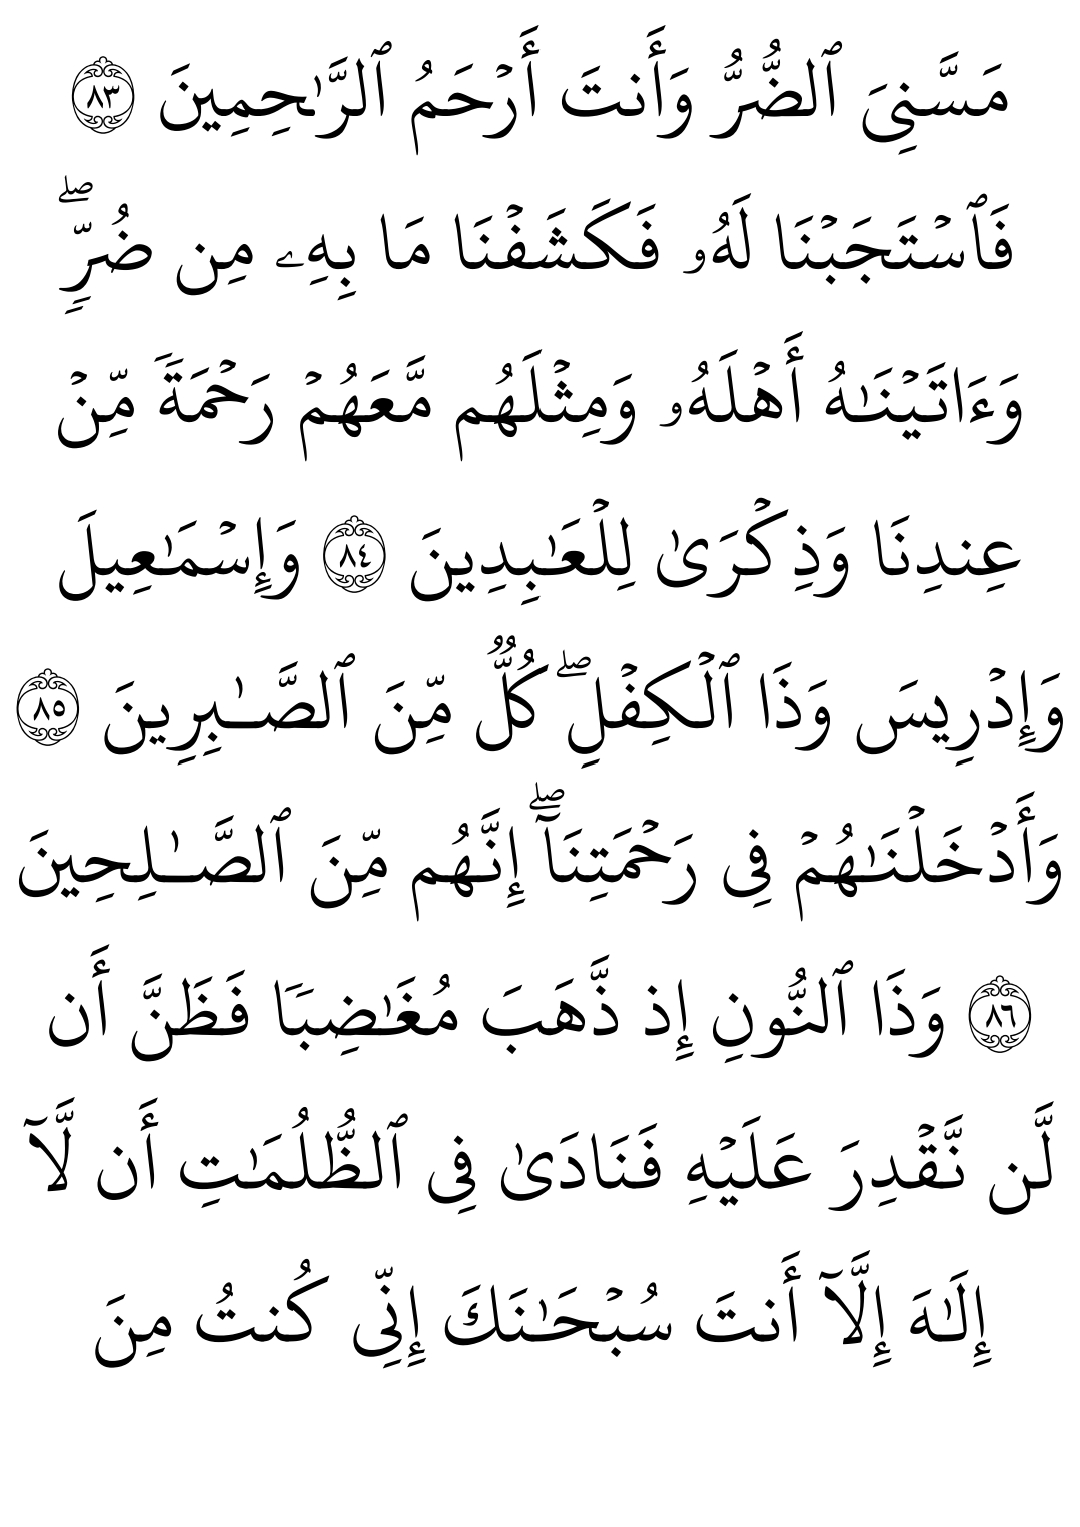 مَسَّنِىَ ٱلضُّرُّ وَأَنتَ أَرْحَمُ ٱلرَّٰحِمِينَ ٨٣
فَٱسْتَجَبْنَا لَهُۥ فَكَشَفْنَا مَا بِهِۦ مِن ضُرٍّۖ
وَءَاتَيْنَٰهُ أَهْلَهُۥ وَمِثْلَهُم مَّعَهُمْ رَحْمَةً مِّنْ
عِندِنَا وَذِكْرَىٰ لِلْعَٰبِدِينَ ٨٤ وَإِسْمَٰعِيلَ
وَإِدْرِيسَ وَذَا ٱلْكِفْلِۖ كُلٌّ مِّنَ ٱلصَّٰبِرِينَ ٨٥
وَأَدْخَلْنَٰهُمْ فِى رَحْمَتِنَآۖ إِنَّهُم مِّنَ ٱلصَّٰلِحِينَ
٨٦ وَذَا ٱلنُّونِ إِذ ذَّهَبَ مُغَٰضِبًا فَظَنَّ أَن
لَّن نَّقْدِرَ عَلَيْهِ فَنَادَىٰ فِى ٱلظُّلُمَٰتِ أَن لَّآ
إِلَٰهَ إِلَّآ أَنتَ سُبْحَٰنَكَ إِنِّى كُنتُ مِنَ